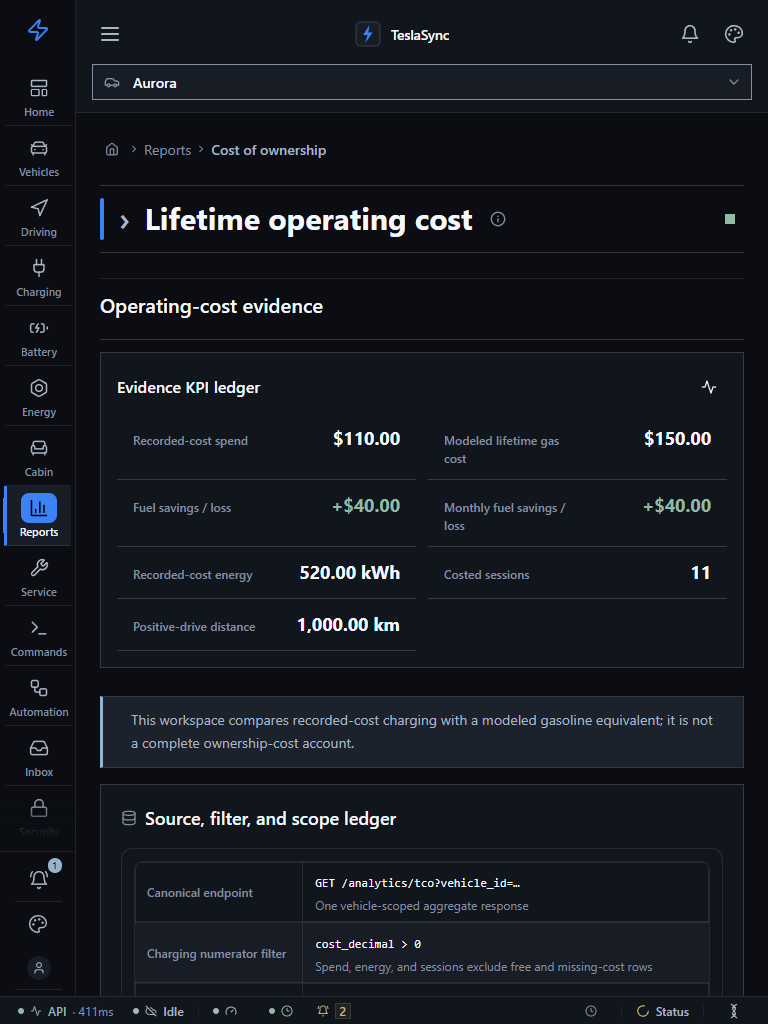 TeslaSync
Aurora
Home
Vehicles
Driving
Charging
Battery
Energy
Cabin
Reports
Service
Commands
Automation
Inbox
Security
1
Reports
Cost of ownership
Lifetime operating cost
Operating-cost evidence
Evidence KPI ledger
Recorded-cost spend
$110.00
Modeled lifetime gas
cost
$150.00
Fuel savings / loss
+$40.00
Monthly fuel savings /
loss
+$40.00
Recorded-cost energy
520.00 kWh
Costed sessions
11
Positive-drive distance
1,000.00 km
This workspace compares recorded-cost charging with a modeled gasoline equivalent; it is not
a complete ownership-cost account.
Source, filter, and scope ledger
Canonical endpoint
GET /analytics/tco?vehicle_id=…
One vehicle-scoped aggregate response
Charging numerator filter
cost_decimal > 0
Spend, energy, and sessions exclude free and missing-cost rows
API · 411ms
Idle
2
Status